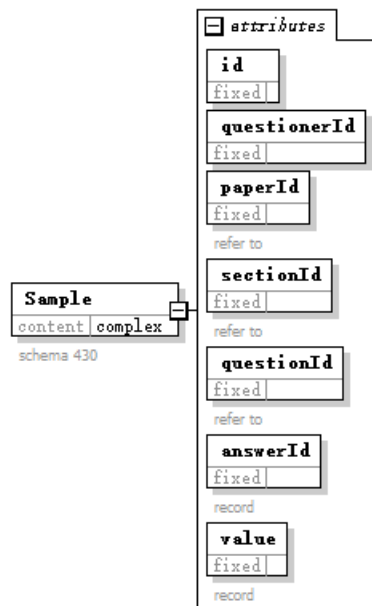 attributes
id
fixed
questionerId
fixed
paperId
fixed
refer to
sectionId
fixed
refer to
Sample
content complex
schema 430
questionId
fixed
refer to
answerId
fixed
record
value
fixed
record